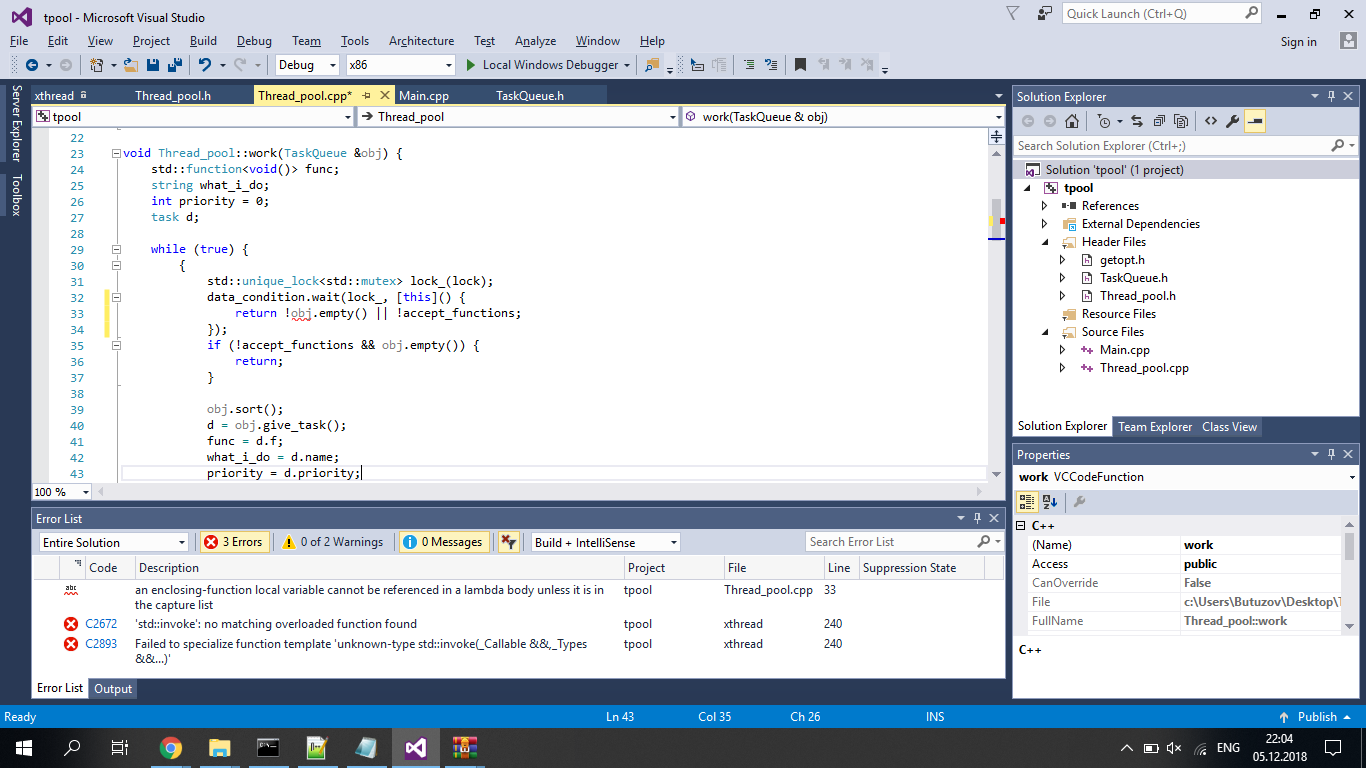 tpool - Microsoft Visual Studio
Quick Launch (Ctrl+Q)
File Edit View Project Build Debug Team Tools Architecture Test Analyze Window Help
Sign in
Debug x86 Local Windows Debugger
Server Explorer
Toolbox
xthread Thread_pool.h Thread_pool.cpp* Main.cpp TaskQueue.h
tpool Thread_pool work(TaskQueue & obj)
22
23 void Thread_pool::work(TaskQueue &obj) {
24 std::function<void()> func;
25 string what_i_do;
26 int priority = 0;
27 task d;
28
29 while (true) {
30 {
31 std::unique_lock<std::mutex> lock_(lock);
32 data_condition.wait(lock_, [this]() {
33 return !obj.empty() || !accept_functions;
34 });
35 if (!accept_functions && obj.empty()) {
36 return;
37 }
38
39 obj.sort();
40 d = obj.give_task();
41 func = d.f;
42 what_i_do = d.name;
43 priority = d.priority;
100 %
Error List
Entire Solution 3 Errors 0 of 2 Warnings 0 Messages Build + IntelliSense Search Error List
Code Description Project File Line Suppression State
abc an enclosing-function local variable cannot be referenced in a lambda body unless it is in tpool Thread_pool.cpp 33
the capture list
C2672 'std::invoke': no matching overloaded function found tpool xthread 240
C2893 Failed to specialize function template 'unknown-type std::invoke(_Callable &&,_Types tpool xthread 240
&&...)'
Error List Output
Solution Explorer
Search Solution Explorer (Ctrl+;)
Solution 'tpool' (1 project)
tpool
References
External Dependencies
Header Files
getopt.h
TaskQueue.h
Thread_pool.h
Resource Files
Source Files
Main.cpp
Thread_pool.cpp
Solution Explorer Team Explorer Class View
Properties
work VCCodeFunction
C++
(Name) work
Access public
CanOverride False
File c:\Users\Butuzov\Desktop\T
FullName Thread_pool::work
C++
Ready Ln 43 Col 35 Ch 26 INS Publish
ENG
22:04
05.12.2018